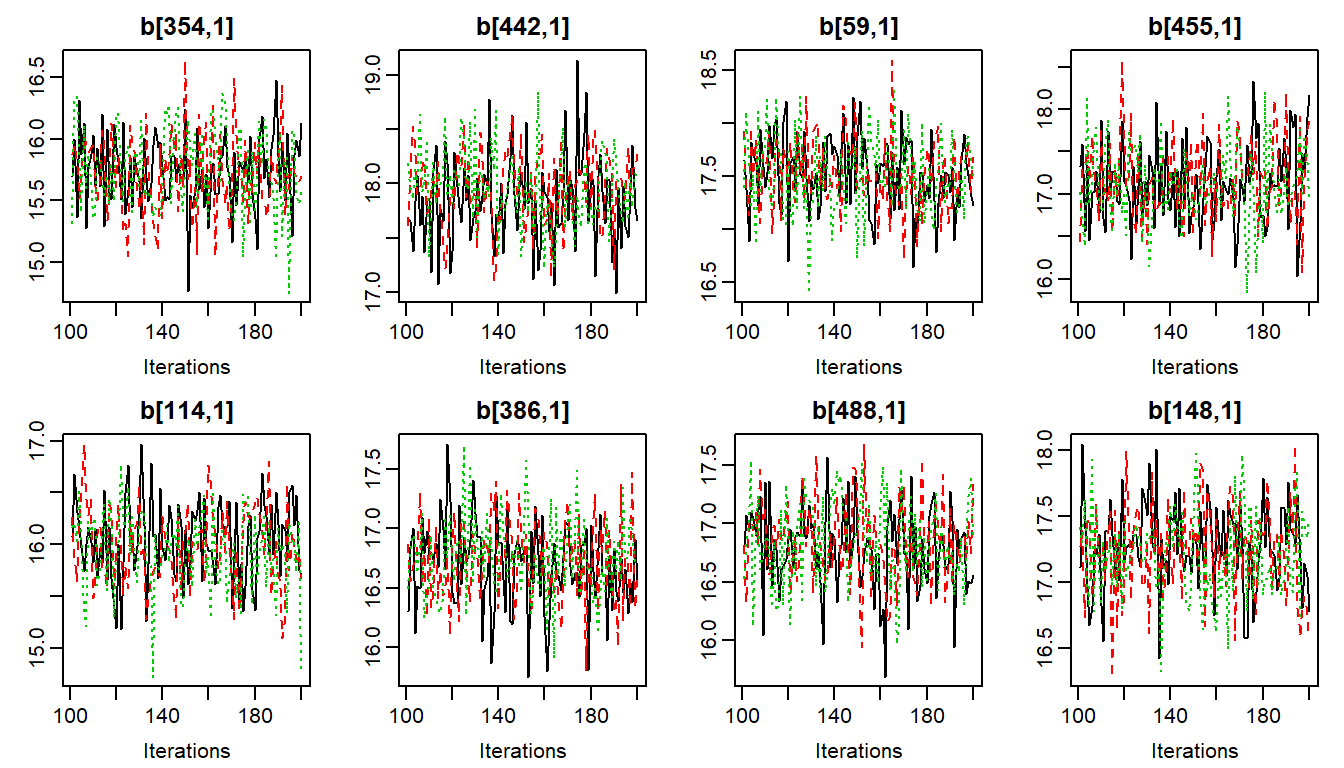 b[354,1] b[442,1] b[59,1] b[455,1]
16.5 19.0 18.5 18.0
16.0 18.0 17.5 17.0
15.5 17.0 16.5 16.0
15.0
100 140 180 100 140 180 100 140 180 100 140 180
Iterations Iterations Iterations Iterations
b[114,1] b[386,1] b[488,1] b[148,1]
17.0 17.5 17.5 18.0
16.0 17.0 17.0 17.5
15.0 16.5 16.5 17.0
16.0 16.0 16.5
100 140 180 100 140 180 100 140 180 100 140 180
Iterations Iterations Iterations Iterations